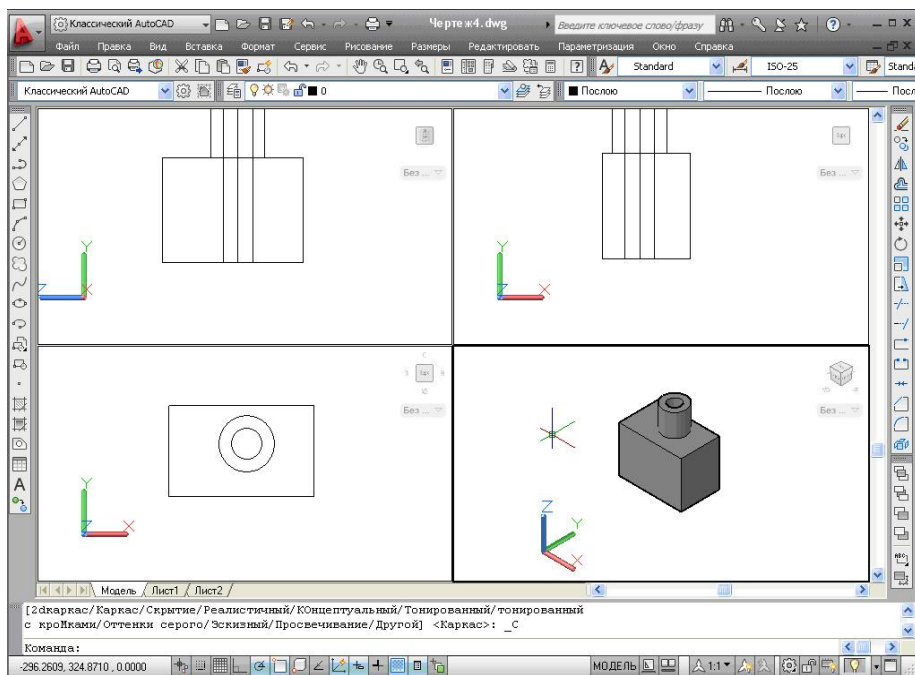 Классический AutoCAD
Чертеж4.dwg
Введите ключевое слово/фразу
Файл Правка Вид Вставка Формат Сервис Рисование Размеры Редактировать Параметризация Окно Справка
Standard ISO-25 Standa
Классический AutoCAD 0 Послою Послою Посл
Без ... Без ...
Y Y
Z X Z X
Без ... Без ...
Y Z
Z X Y
X
A
Модель Лист1 Лист2
[2dкаркас/Каркас/Скрытие/Реалистичный/КОнцептуальный/Тонированный/тонированный
с кроМками/Оттенки серого/Эскизный/Просвечивание/Другой] <Каркас>: _C
Команда:
-296.2609, 324.8710 , 0.0000 МОДЕЛЬ 1:1